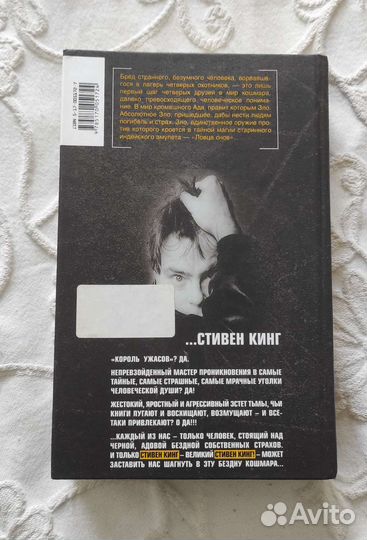 Бред странного, безумного человека, ворвавше-
гося в лагерь четверых охотников, — это лишь
первый шаг четверых друзей в мир кошмара,
далеко превосходящего человеческое понима-
ние. В мир кромешного Ада, правит которым Зло.
Абсолютное Зло, пришедшее, дабы нести людям
погибель и страх. Зло, единственное оружие про-
тив которого кроется в тайной магии старинного
индейского амулета — «Ловца снов»...
...СТИВЕН КИНГ
«КОРОЛЬ УЖАСОВ»? ДА.
НЕПРЕВЗОЙДЕННЫЙ МАСТЕР ПРОНИКНОВЕНИЯ В САМЫЕ
ТАЙНЫЕ, САМЫЕ СТРАШНЫЕ, САМЫЕ МРАЧНЫЕ УГОЛКИ
ЧЕЛОВЕЧЕСКОЙ ДУШИ? ДА!
ЖЕСТОКИЙ, ЯРОСТНЫЙ И АГРЕССИВНЫЙ ЭСТЕТ ТЬМЫ, ЧЬИ
КНИГИ ПУГАЮТ И ВОСХИЩАЮТ, ВОЗМУЩАЮТ – И ВСЕ-
ТАКИ ПРИВЛЕКАЮТ? О ДА!!!
...КАЖДЫЙ ИЗ НАС – ТОЛЬКО ЧЕЛОВЕК, СТОЯЩИЙ НАД
ЧЕРНОЙ, АДОВОЙ БЕЗДНОЙ СОБСТВЕННЫХ СТРАХОВ.
И ТОЛЬКО СТИВЕН КИНГ – ВЕЛИКИЙ СТИВЕН КИНГ! – МОЖЕТ
ЗАСТАВИТЬ НАС ШАГНУТЬ В ЭТУ БЕЗДНУ КОШМАРА...
Avito